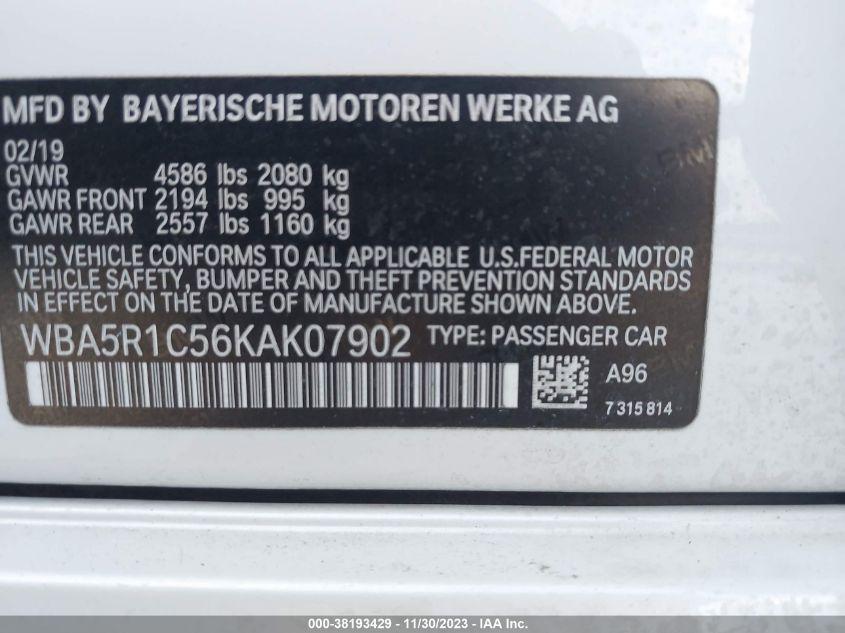 MFD BY BAYERISCHE MOTOREN WERKE AG
02/19
GVWR 4586 lbs 2080 kg
GAWR FRONT 2194 lbs 995 kg
GAWR REAR 2557 lbs 1160 kg
THIS VEHICLE CONFORMS TO ALL APPLICABLE U.S.FEDERAL MOTOR
VEHICLE SAFETY, BUMPER AND THEFT PREVENTION STANDARDS
IN EFFECT ON THE DATE OF MANUFACTURE SHOWN ABOVE.
WBA5R1C56KAK07902 TYPE: PASSENGER CAR
A96
7 315 814
000-38193429 - 11/30/2023 - IAA Inc.